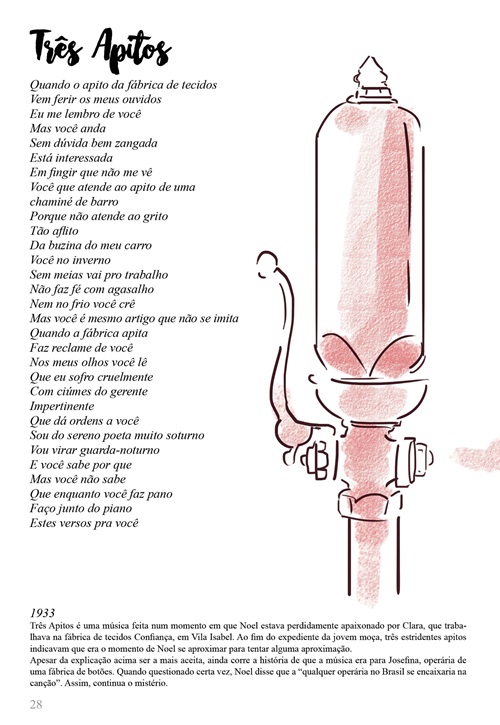 Três Apitos
Quando o apito da fábrica de tecidos
Vem ferir os meus ouvidos
Eu me lembro de você
Mas você anda
Sem dúvida bem zangada
Está interessada
Em fingir que não me vê
Você que atende ao apito de uma
chaminé de barro
Porque não atende ao grito
Tão aflito
Da buzina do meu carro
Você no inverno
Sem meias vai pro trabalho
Não faz fé com agasalho
Nem no frio você crê
Mas você é mesmo artigo que não se imita
Quando a fábrica apita
Faz reclame de você
Nos meus olhos você lê
Que eu sofro cruelmente
Com ciúmes do gerente
Impertinente
Que dá ordens a você
Sou do sereno poeta muito soturno
Vou virar guarda-noturno
E você sabe por que
Mas você não sabe
Que enquanto você faz pano
Faço junto do piano
Estes versos pra você
1933
Três Apitos é uma música feita num momento em que Noel estava perdidamente apaixonado por Clara, que traba-
lhava na fábrica de tecidos Confiança, em Vila Isabel. Ao fim do expediente da jovem moça, três estridentes apitos
indicavam que era o momento de Noel se aproximar para tentar alguma aproximação.
Apesar da explicação acima ser a mais aceita, ainda corre a história de que a música era para Josefina, operária de
uma fábrica de botões. Quando questionado certa vez, Noel disse que a “qualquer operária no Brasil se encaixaria na
canção”. Assim, continua o mistério.
28